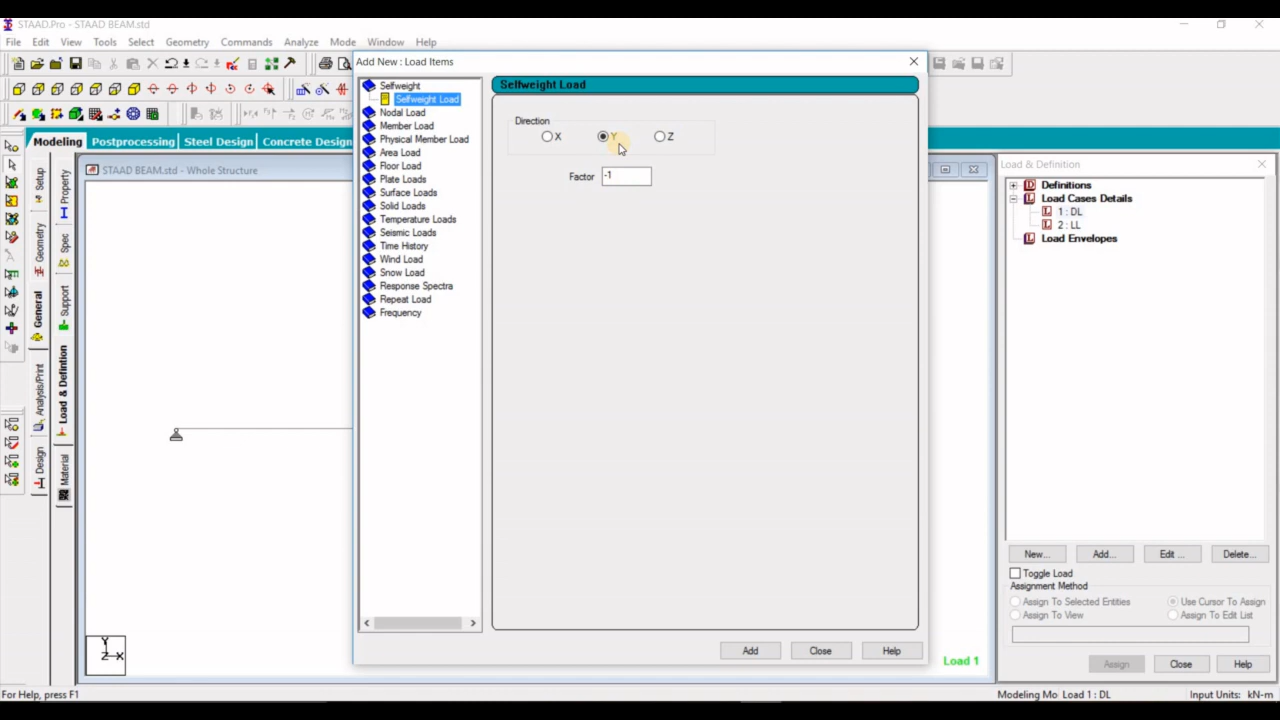 STAAD.Pro - STAAD BEAM.std
File Edit View Tools Select Geometry Commands Analyze Mode Window Help
Add New : Load Items
Modeling Postprocessing Steel Design Concrete Design
STAAD BEAM.std - Whole Structure
Setup
Geometry
General
Analysis/Print
Design
Property
Spec
Support
Load & Definition
Material
Selfweight
Selfweight Load
Nodal Load
Member Load
Physical Member Load
Area Load
Floor Load
Plate Loads
Surface Loads
Solid Loads
Temperature Loads
Seismic Loads
Time History
Wind Load
Snow Load
Response Spectra
Repeat Load
Frequency
Selfweight Load
Direction
X Y Z
Factor -1
Add Close Help
Load & Definition
D Definitions
L Load Cases Details
L 1 : DL
L 2 : LL
L Load Envelopes
New... Add... Edit ... Delete...
Toggle Load
Assignment Method
Assign To Selected Entities Use Cursor To Assign
Assign To View Assign To Edit List
Assign Close Help
Y
Z X
Load 1
For Help, press F1 Modeling Mo Load 1 : DL Input Units: kN-m